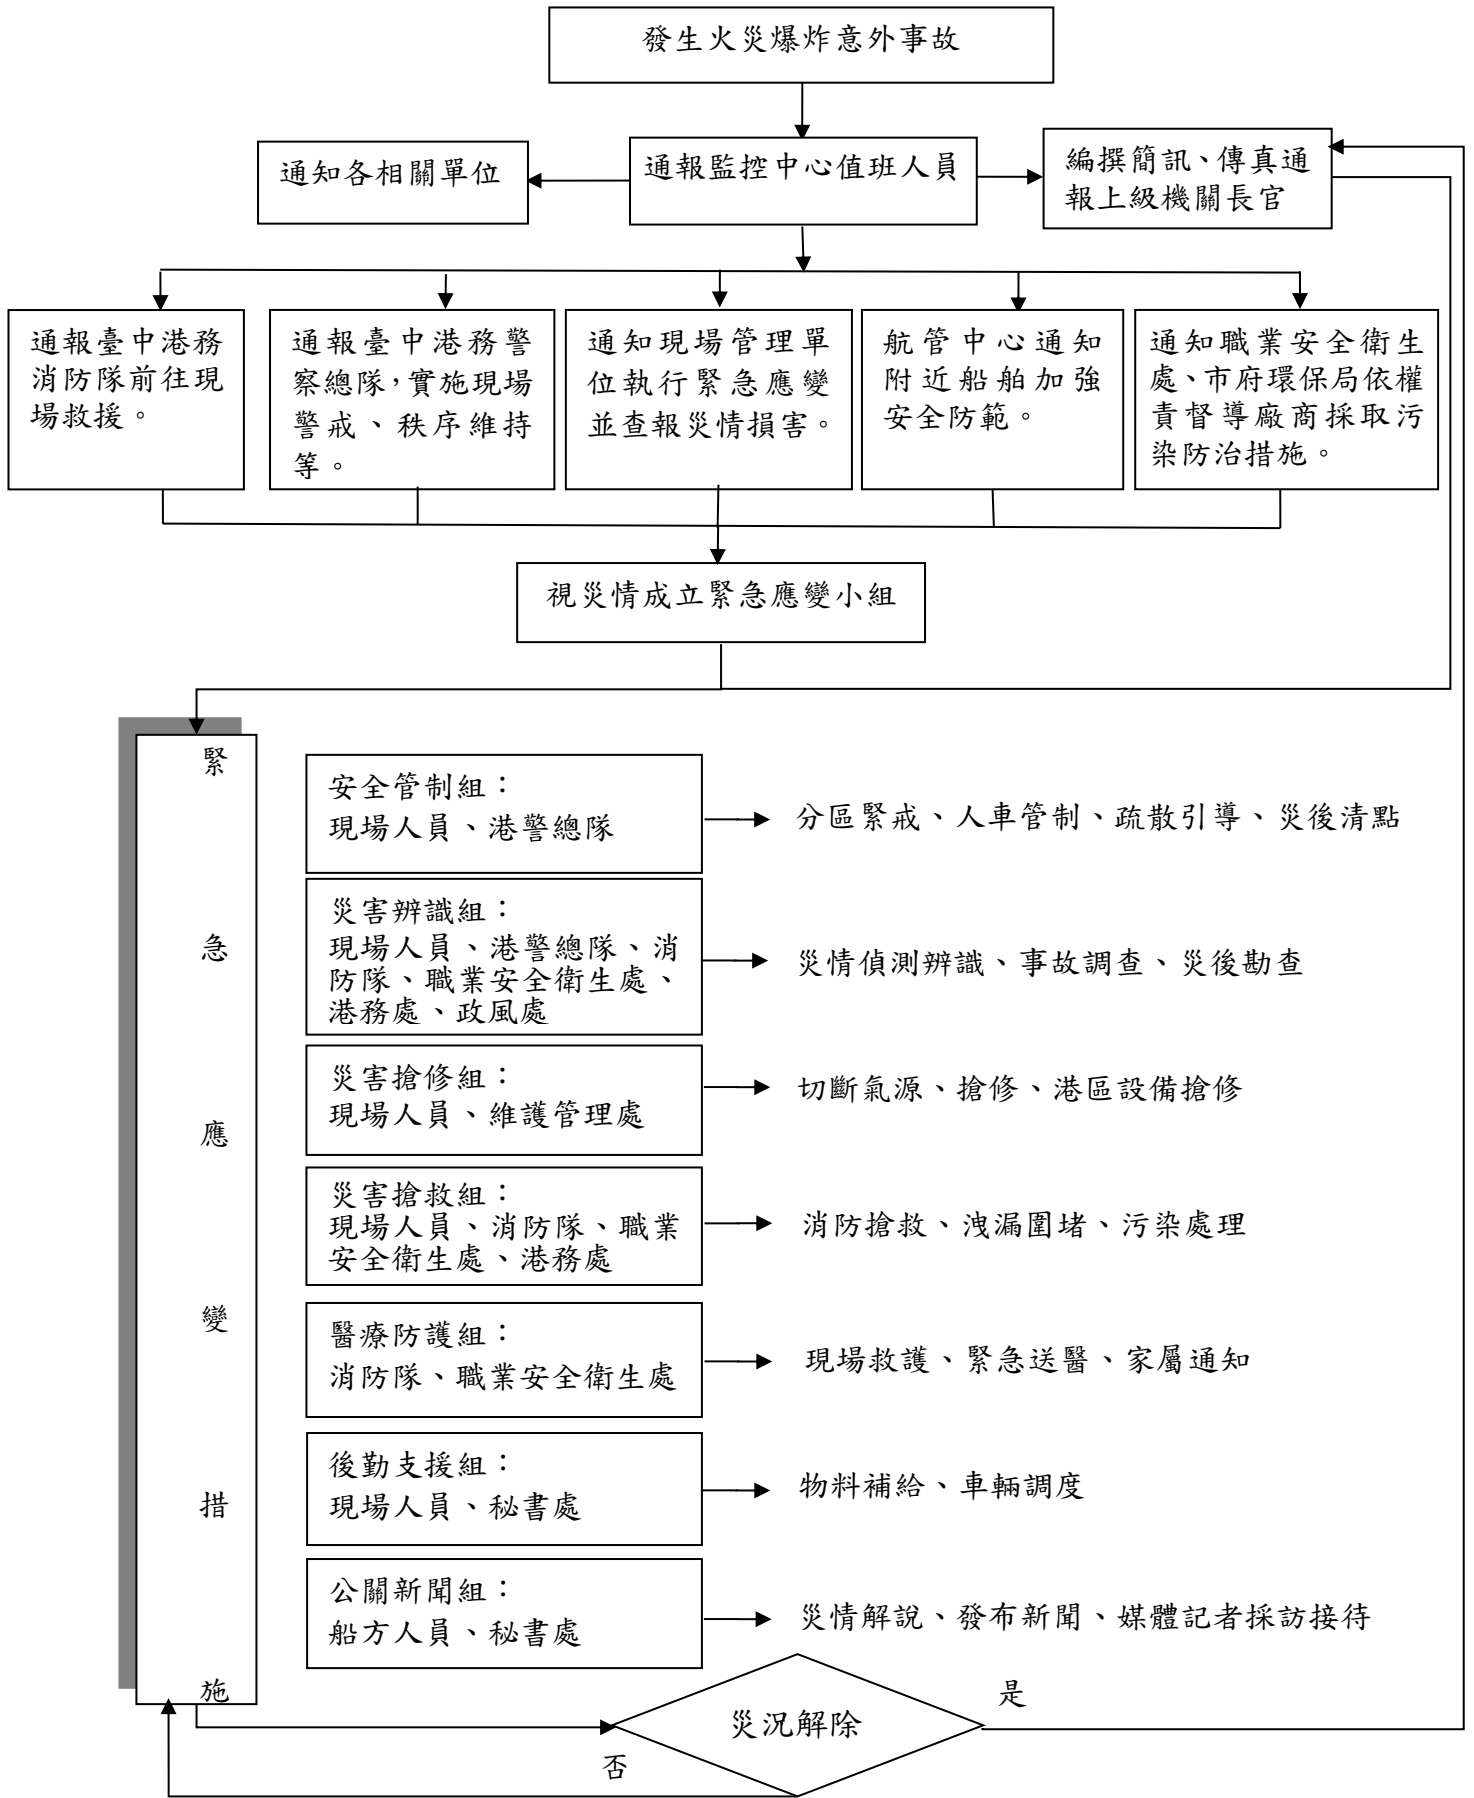 發生火災爆炸意外事故
通知各相關單位
通報監控中心值班人員
編撰簡訊、傳真通
報上級機關長官
通報臺中港務
消防隊前往現
場救援。
通報臺中港務警
察總隊，實施現場
警戒、秩序維持
等。
通知現場管理單
位執行緊急應變
並查報災情損害。
航管中心通知
附近船舶加強
安全防範。
通知職業安全衛生
處、市府環保局依權
責督導廠商採取污
染防治措施。
視災情成立緊急應變小組
緊
急
應
變
措
施
安全管制組：
現場人員、港警總隊
分區緊戒、人車管制、疏散引導、災後清點
災害辨識組：
現場人員、港警總隊、消
防隊、職業安全衛生處、
港務處、政風處
災情偵測辨識、事故調查、災後勘查
災害搶修組：
現場人員、維護管理處
切斷氣源、搶修、港區設備搶修
災害搶救組：
現場人員、消防隊、職業
安全衛生處、港務處
消防搶救、洩漏圍堵、污染處理
醫療防護組：
消防隊、職業安全衛生處
現場救護、緊急送醫、家屬通知
後勤支援組：
現場人員、秘書處
物料補給、車輛調度
公關新聞組：
船方人員、秘書處
災情解說、發布新聞、媒體記者採訪接待
災況解除
是
否